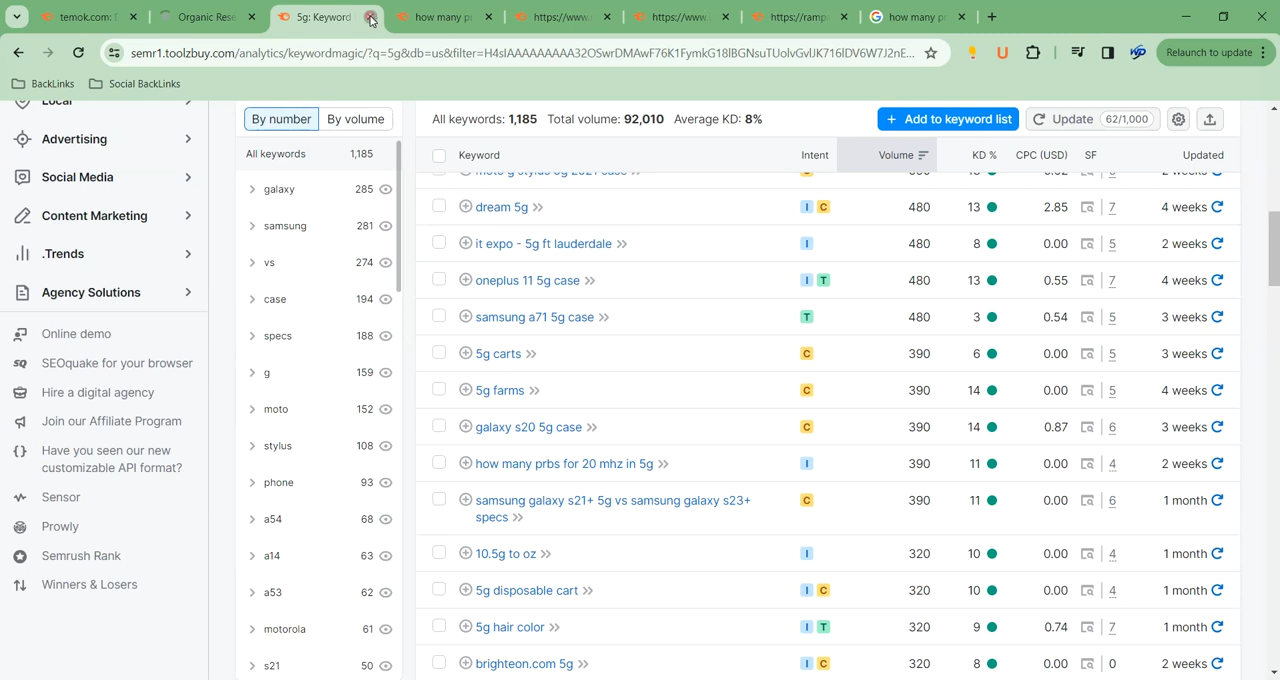 temok.com: 
Organic Rese
5g: Keyword
how many p
https://www.
https://www.
https://ramp
how many p
semr1.toolzbuy.com/analytics/keywordmagic/?q=5g&db=us&filter=
Relaunch to update
BackLinks
Social BackLinks
Local
Advertising
Social Media
Content Marketing
.Trends
Agency Solutions
Online demo
SEOquake for your browser
Hire a digital agency
Join our Affiliate Program
Have you seen our new
customizable API format?
Sensor
Prowly
Semrush Rank
Winners & Losers
By number
By volume
All keywords 1,185
galaxy 285
samsung 281
vs 274
case 194
specs 188
g 159
moto 152
stylus 108
phone 93
a54 68
a14 63
a53 62
motorola 61
s21 50
All keywords: 1,185 Total volume: 92,010 Average KD: 8%
+ Add to keyword list
Update 62/1,000
Keyword Intent Volume KD % CPC (USD) SF Updated
dream 5g I C 480 13 2.85 7 4 weeks
it expo - 5g ft lauderdale I 480 8 0.00 5 2 weeks
oneplus 11 5g case I T 480 13 0.55 7 4 weeks
samsung a71 5g case T 480 3 0.54 5 3 weeks
5g carts C 390 6 0.00 5 3 weeks
5g farms C 390 14 0.00 5 4 weeks
galaxy s20 5g case C 390 14 0.87 6 3 weeks
how many prbs for 20 mhz in 5g I 390 11 0.00 4 2 weeks
samsung galaxy s21+ 5g vs samsung galaxy s23+ C 390 11 0.00 6 1 month
specs
10.5g to oz I 320 10 0.00 4 1 month
5g disposable cart I C 320 10 0.00 4 1 month
5g hair color I T 320 9 0.74 7 1 month
brighteon.com 5g I C 320 8 0.00 0 2 weeks